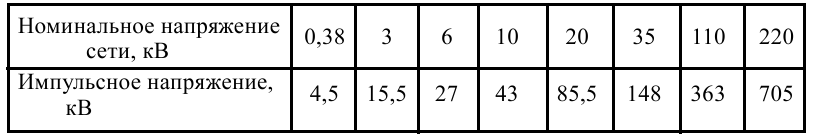 Номинальное напряжение
сети, кВ
0,38 3 6 10 20 35 110 220
Импульсное напряжение,
кВ
4,5 15,5 27 43 85,5 148 363 705